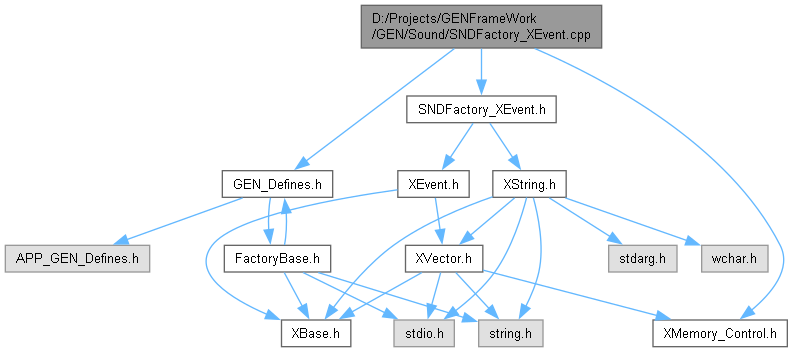 D:/Projects/GENFrameWork
/GEN/Sound/SNDFactory_XEvent.cpp
SNDFactory_XEvent.h
GEN_Defines.h
XEvent.h
XString.h
APP_GEN_Defines.h
FactoryBase.h
XVector.h
stdarg.h
wchar.h
XBase.h
stdio.h
string.h
XMemory_Control.h